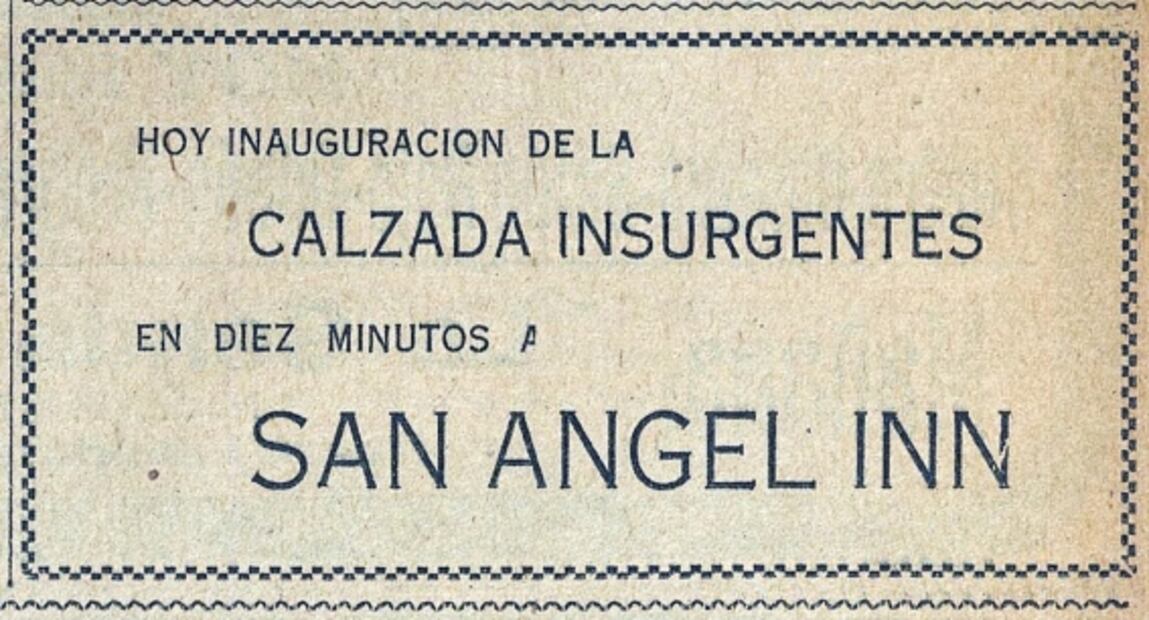 HOY INAUGURACION DE LA
CALZADA INSURGENTES
EN DIEZ MINUTOS A
SAN ANGEL INN